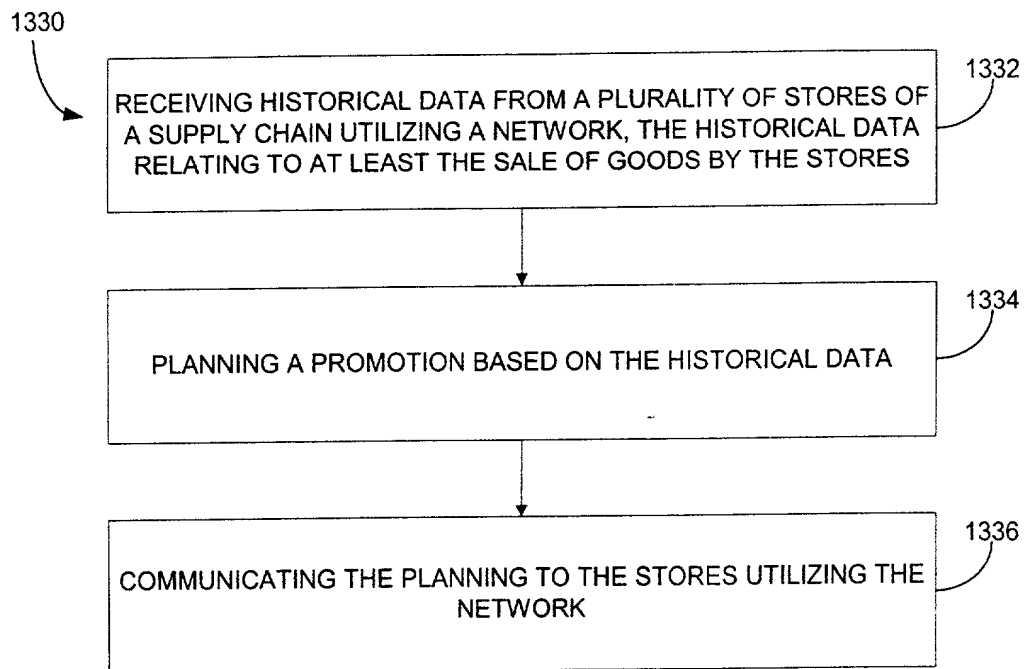 1330
1332
RECEIVING HISTORICAL DATA FROM A PLURALITY OF STORES OF
A SUPPLY CHAIN UTILIZING A NETWORK, THE HISTORICAL DATA
RELATING TO AT LEAST THE SALE OF GOODS BY THE STORES
1334
PLANNING A PROMOTION BASED ON THE HISTORICAL DATA
1336
COMMUNICATING THE PLANNING TO THE STORES UTILIZING THE
NETWORK